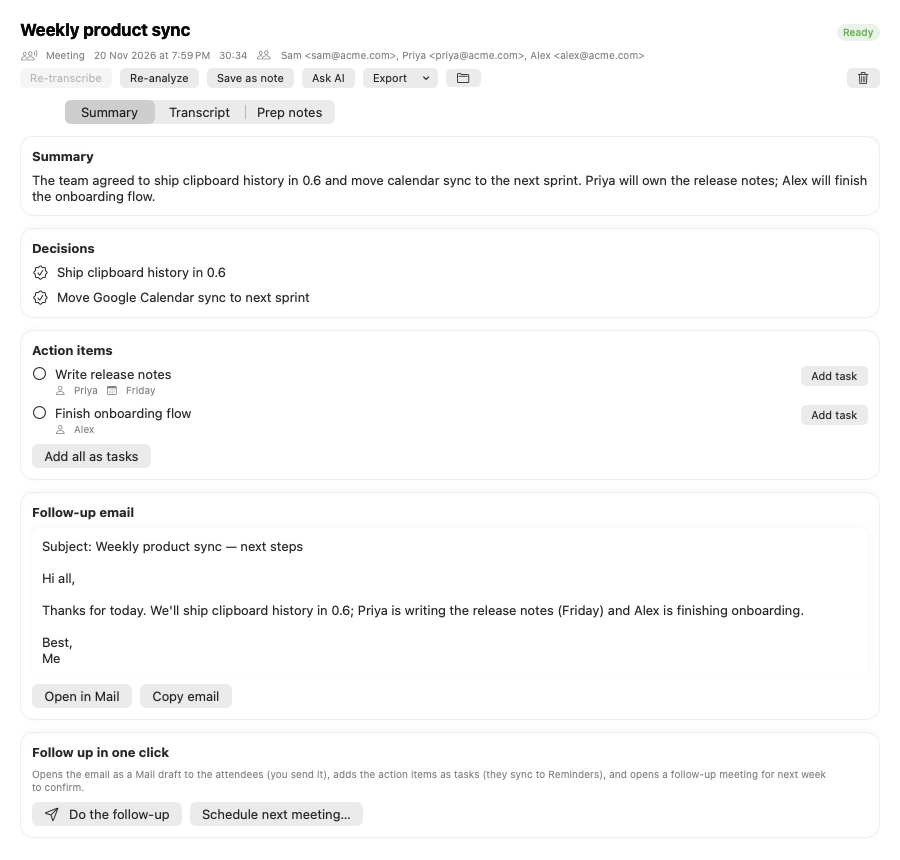 Weekly product sync
Ready
Meeting 20 Nov 2026 at 7:59 PM 30:34 Sam <sam@acme.com>, Priya <priya@acme.com>, Alex <alex@acme.com>
Re-transcribe Re-analyze Save as note Ask AI Export
Summary Transcript Prep notes
Summary
The team agreed to ship clipboard history in 0.6 and move calendar sync to the next sprint. Priya will own the release notes; Alex will finish
the onboarding flow.
Decisions
Ship clipboard history in 0.6
Move Google Calendar sync to next sprint
Action items
Write release notes
Add task
Priya Friday
Finish onboarding flow
Add task
Alex
Add all as tasks
Follow-up email
Subject: Weekly product sync — next steps
Hi all,
Thanks for today. We'll ship clipboard history in 0.6; Priya is writing the release notes (Friday) and Alex is finishing onboarding.
Best,
Me
Open in Mail Copy email
Follow up in one click
Opens the email as a Mail draft to the attendees (you send it), adds the action items as tasks (they sync to Reminders), and opens a follow-up meeting for next week
to confirm.
Do the follow-up Schedule next meeting...